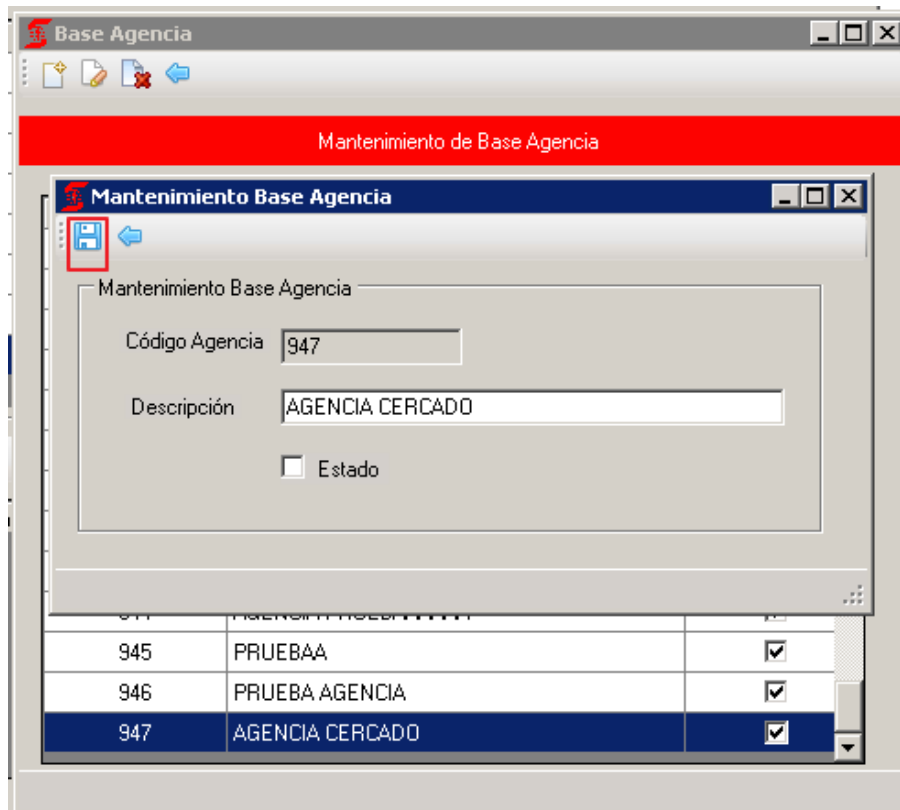 Base Agencia
Mantenimiento de Base Agencia
Mantenimiento Base Agencia
Mantenimiento Base Agencia
Código Agencia 947
Descripción AGENCIA CERCADO
Estado
945 PRUEBAA
946 PRUEBA AGENCIA
947 AGENCIA CERCADO